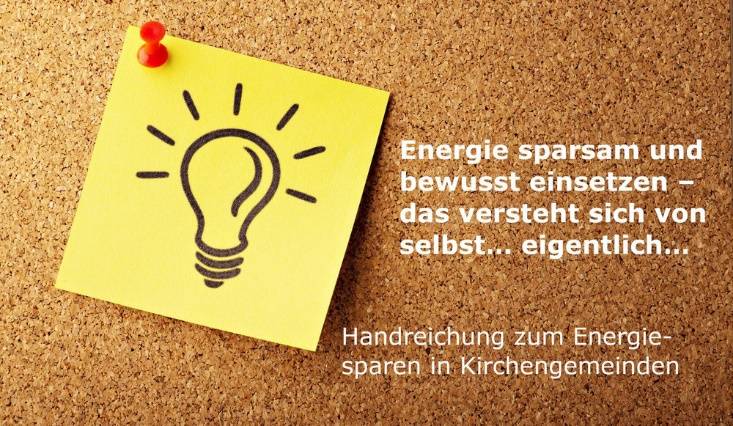 Energie sparsam und
bewusst einsetzen –
das versteht sich von
selbst... eigentlich...
Handreichung zum Energie-
sparen in Kirchengemeinden